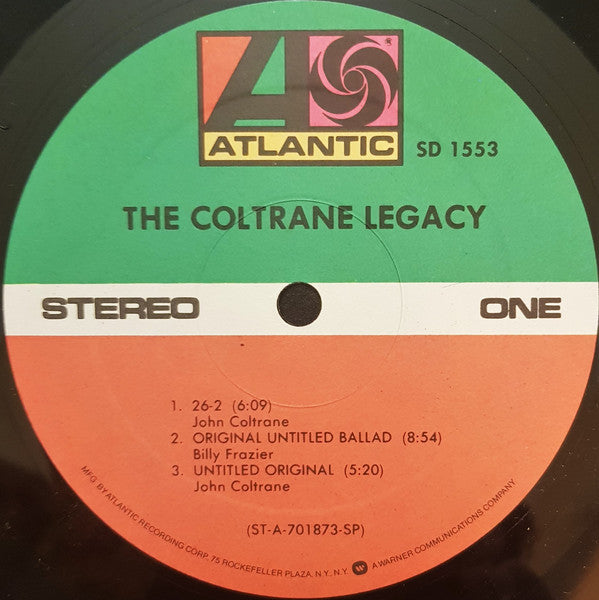 ATLANTIC
®
SD 1553
THE COLTRANE LEGACY
STEREO
ONE
1. 26-2 (6:09)
John Coltrane
2. ORIGINAL UNTITLED BALLAD (8:54)
Billy Frazier
3. UNTITLED ORIGINAL (5:20)
John Coltrane
(ST-A-701873-SP)
MFG. BY ATLANTIC RECORDING CORP. 75 ROCKEFELLER PLAZA, N.Y., N.Y. W A WARNER COMMUNICATIONS COMPANY